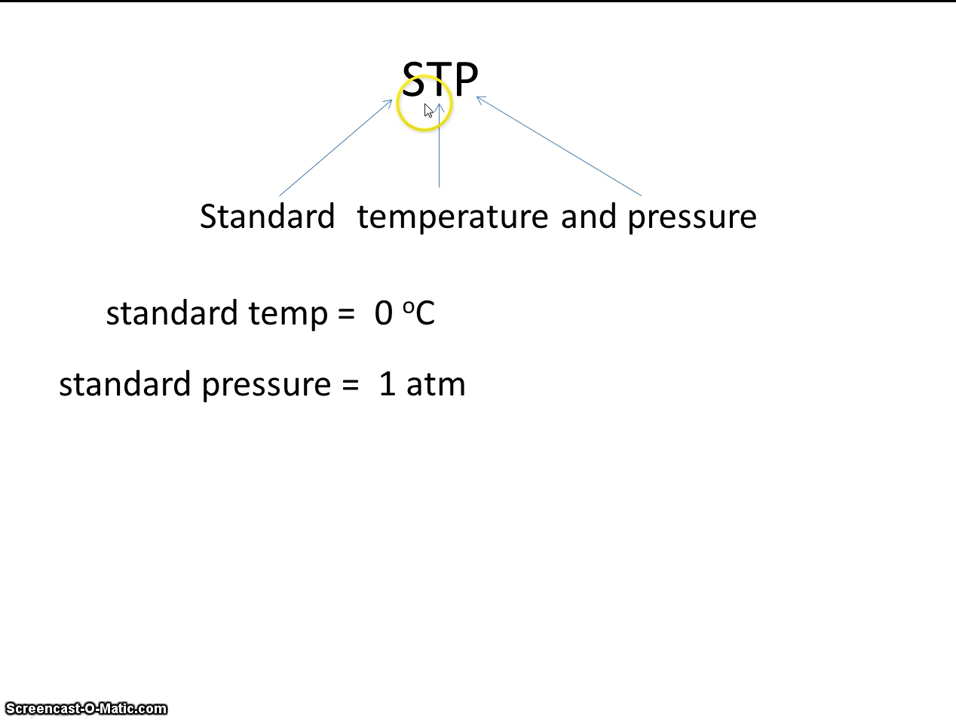 STP
Standard temperature and pressure
standard temp = 0 ºC
standard pressure = 1 atm
Screencast-O-Matic.com